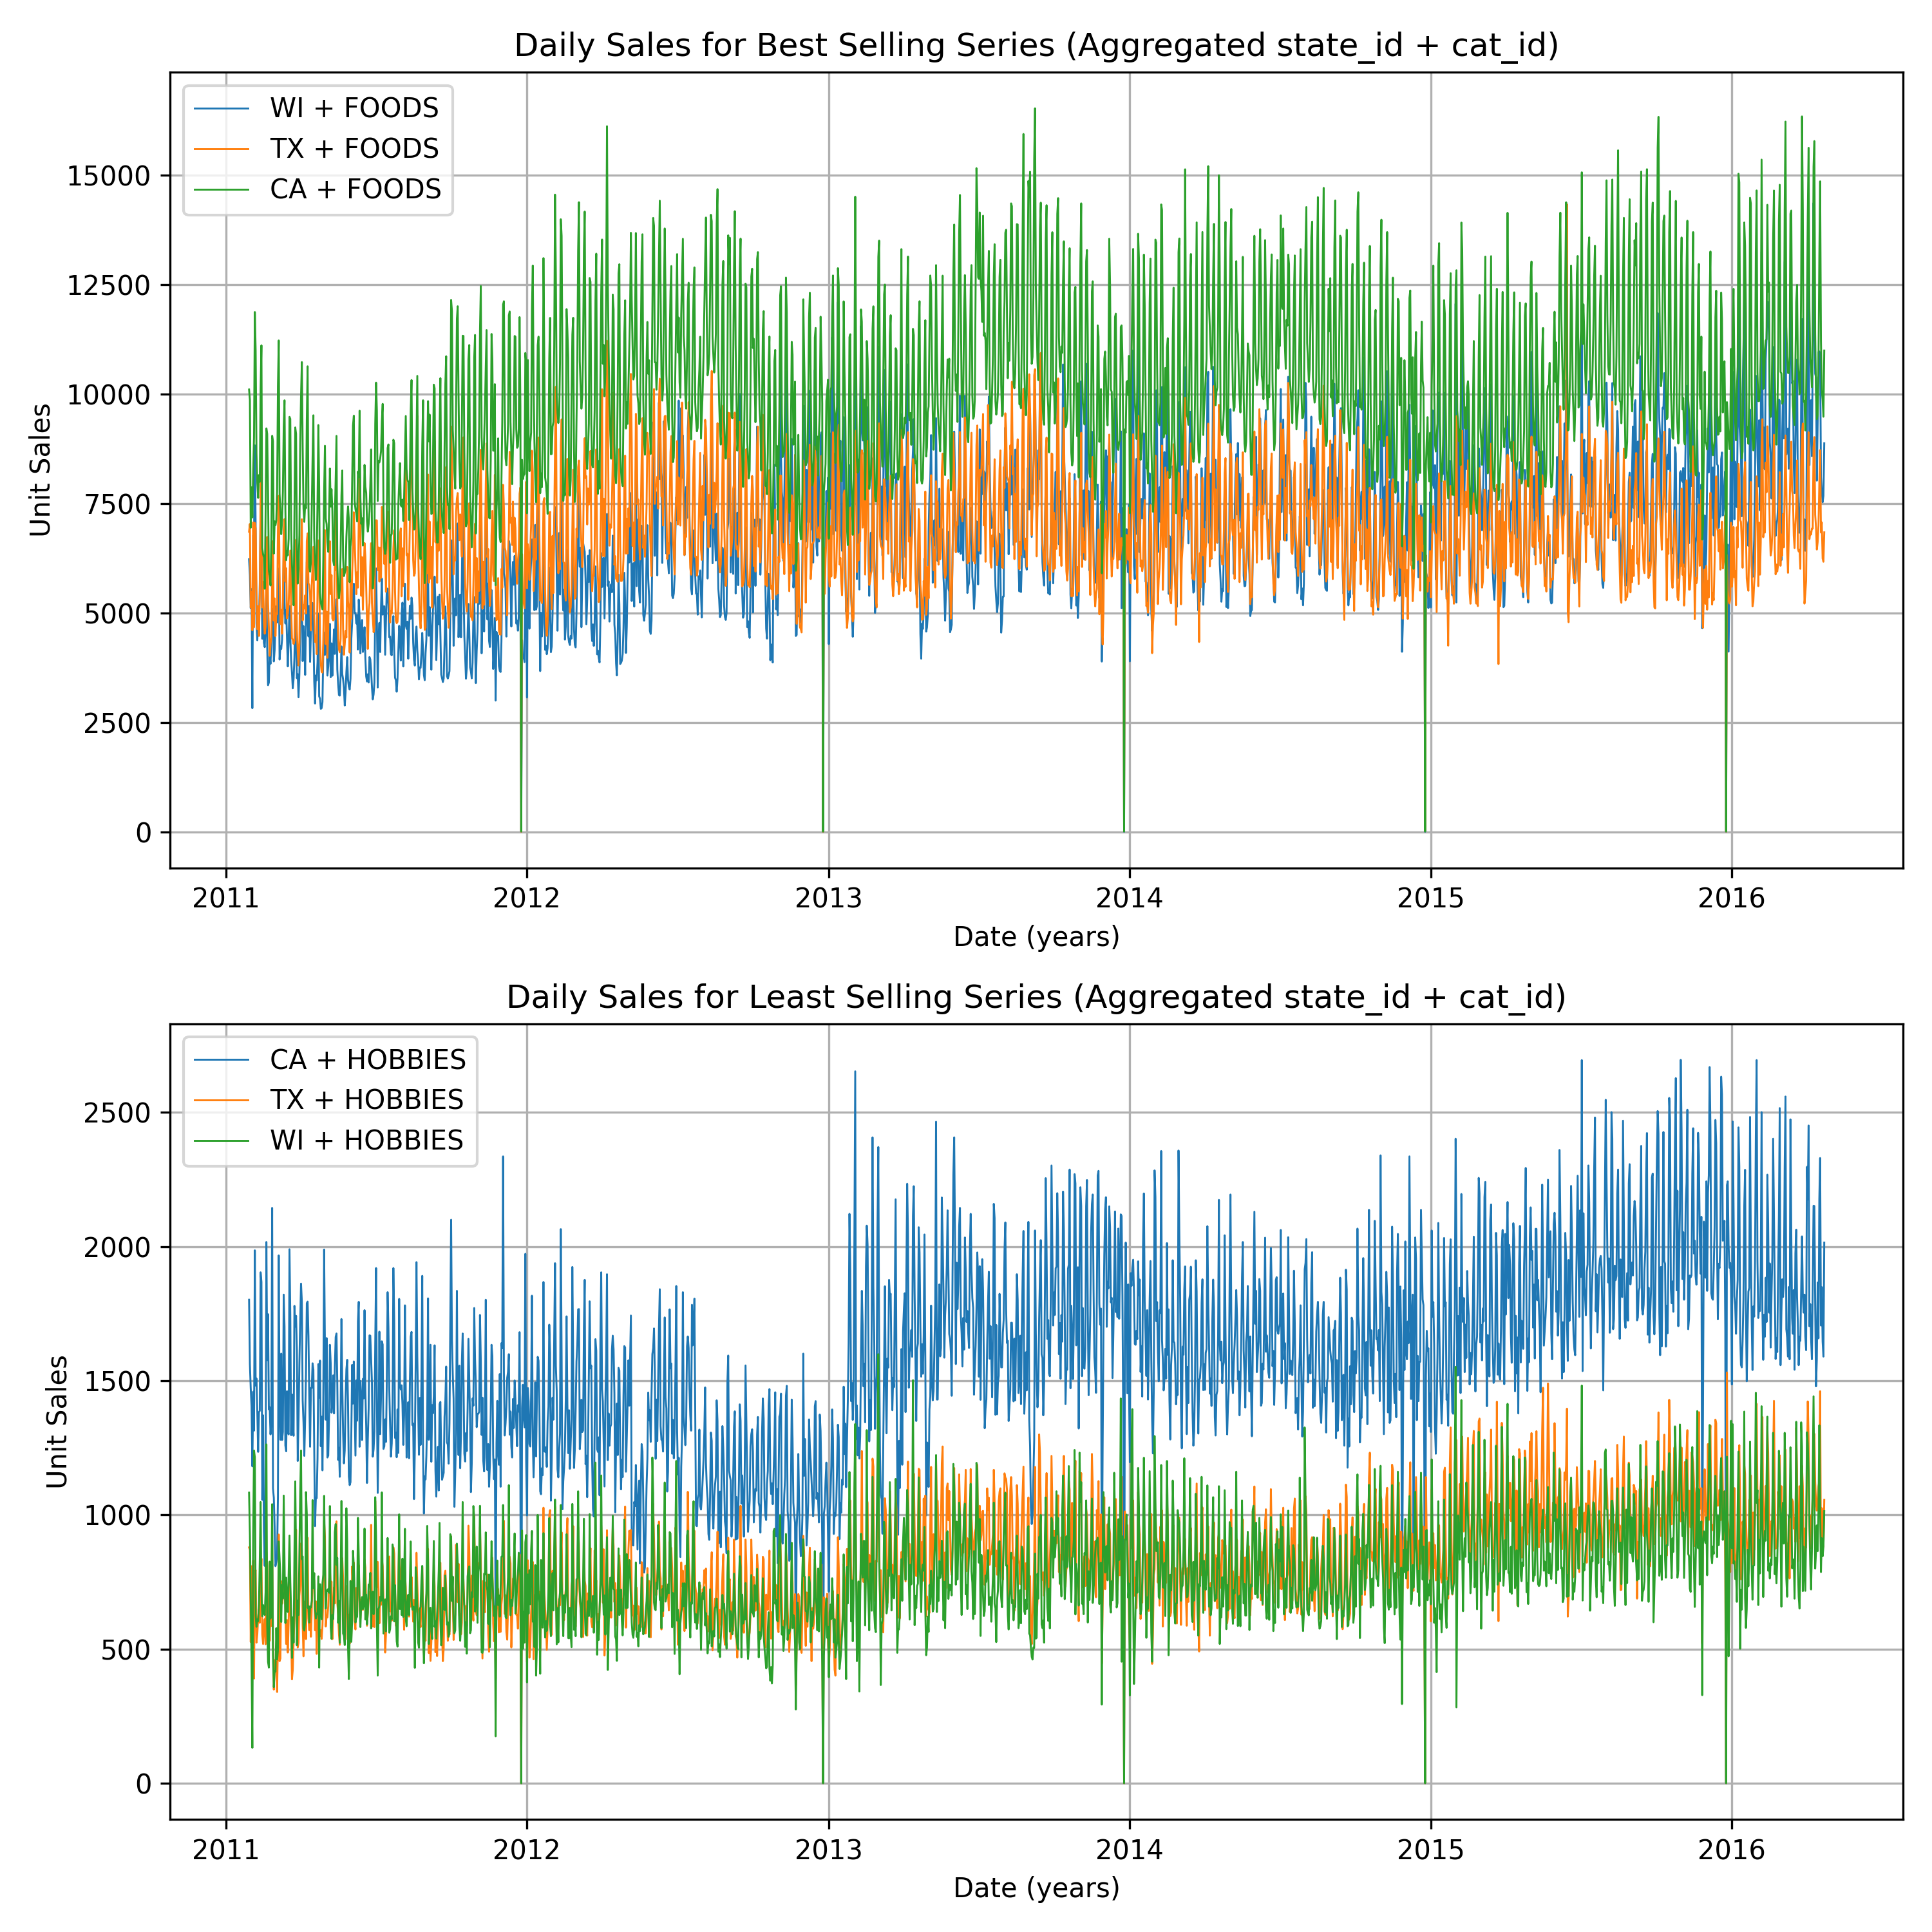 Daily Sales for Best Selling Series (Aggregated state_id + cat_id)
WI + FOODS
TX + FOODS
CA + FOODS
Unit Sales
15000
12500
10000
7500
5000
2500
0
2011 2012 2013 2014 2015 2016
Date (years)
Daily Sales for Least Selling Series (Aggregated state_id + cat_id)
CA + HOBBIES
TX + HOBBIES
WI + HOBBIES
Unit Sales
2500
2000
1500
1000
500
0
2011 2012 2013 2014 2015 2016
Date (years)